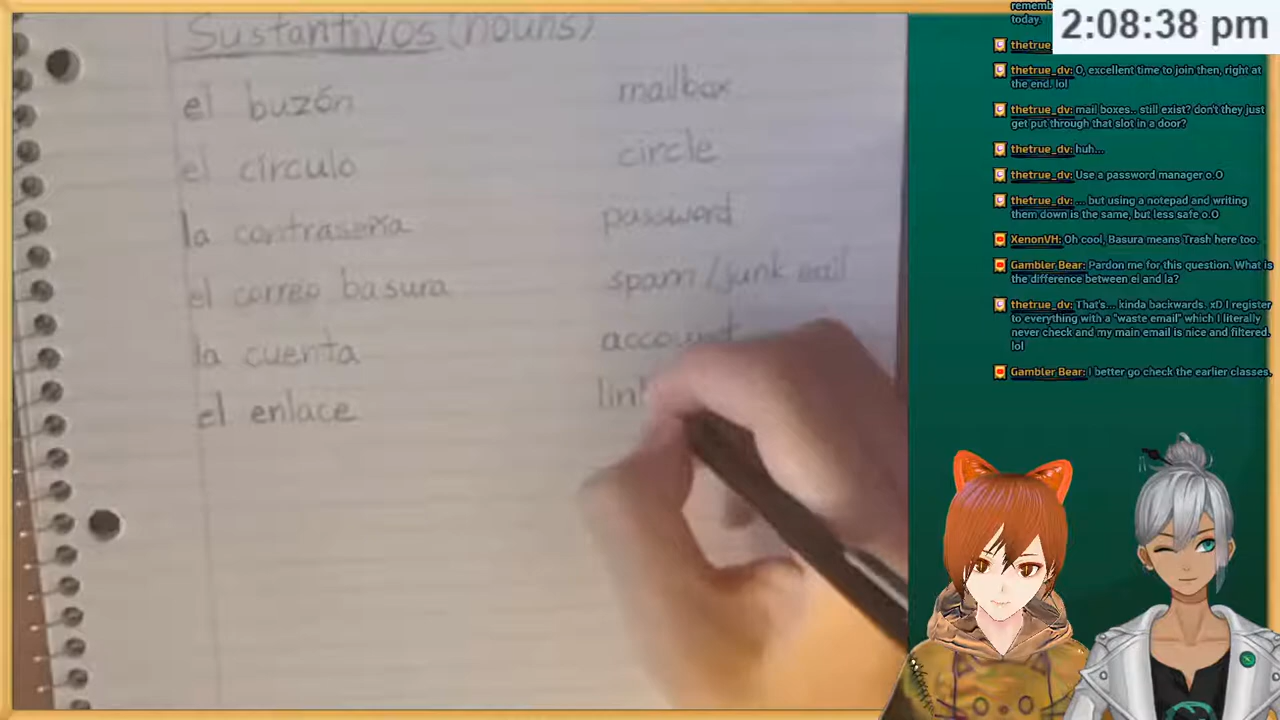 Sustantivos (nouns)
el buzón mailbox
el círculo circle
la contraseña password
el correo basura spam/junk mail
la cuenta account
el enlace link
2:08:38 pm
rememb
today.
thetrue_
thetrue_dv: O, excellent time to join then, right at
the end. lol
thetrue_dv: mail boxes.. still exist? don't they just
get put through that slot in a door?
thetrue_dv: huh...
thetrue_dv: Use a password manager o.O
thetrue_dv: ... but using a notepad and writing
them down is the same, but less safe o.O
XenonVH: Oh cool, Basura means Trash here too.
Gambler Bear: Pardon me for this question. What is
the difference between el and la?
thetrue_dv: That's... kinda backwards. xD I register
to everything with a "waste email" which I literally
never check and my main email is nice and filtered.
lol
Gambler Bear: I better go check the earlier classes.